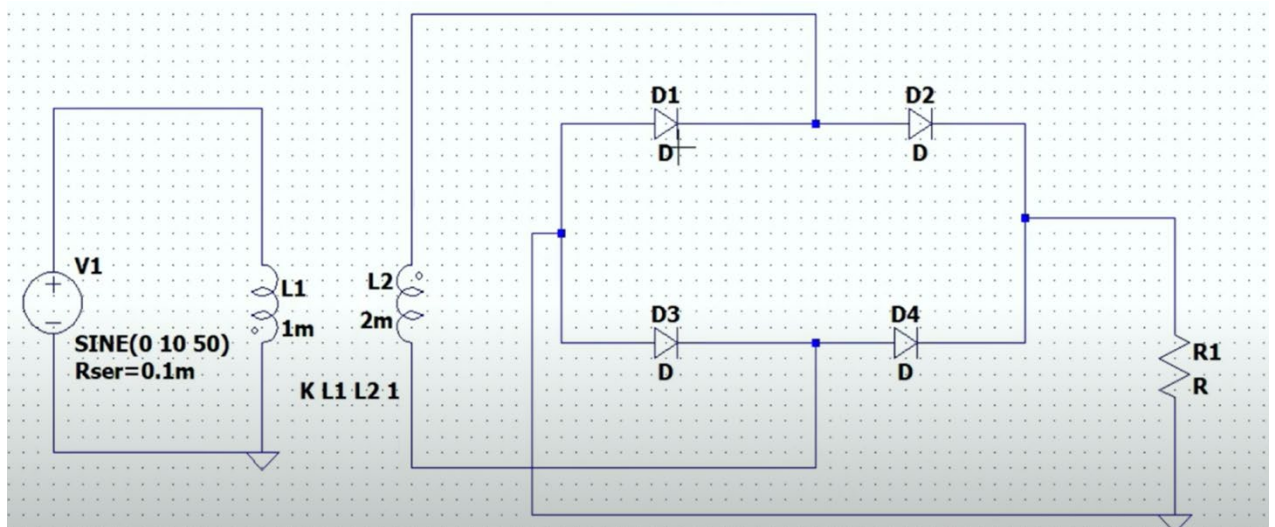 D1
D
D2
D
V1
+
−
SINE(0 10 50)
Rser=0.1m
L1
1m
L2
2m
K L1 L2 1
D3
D
D4
D
R1
R